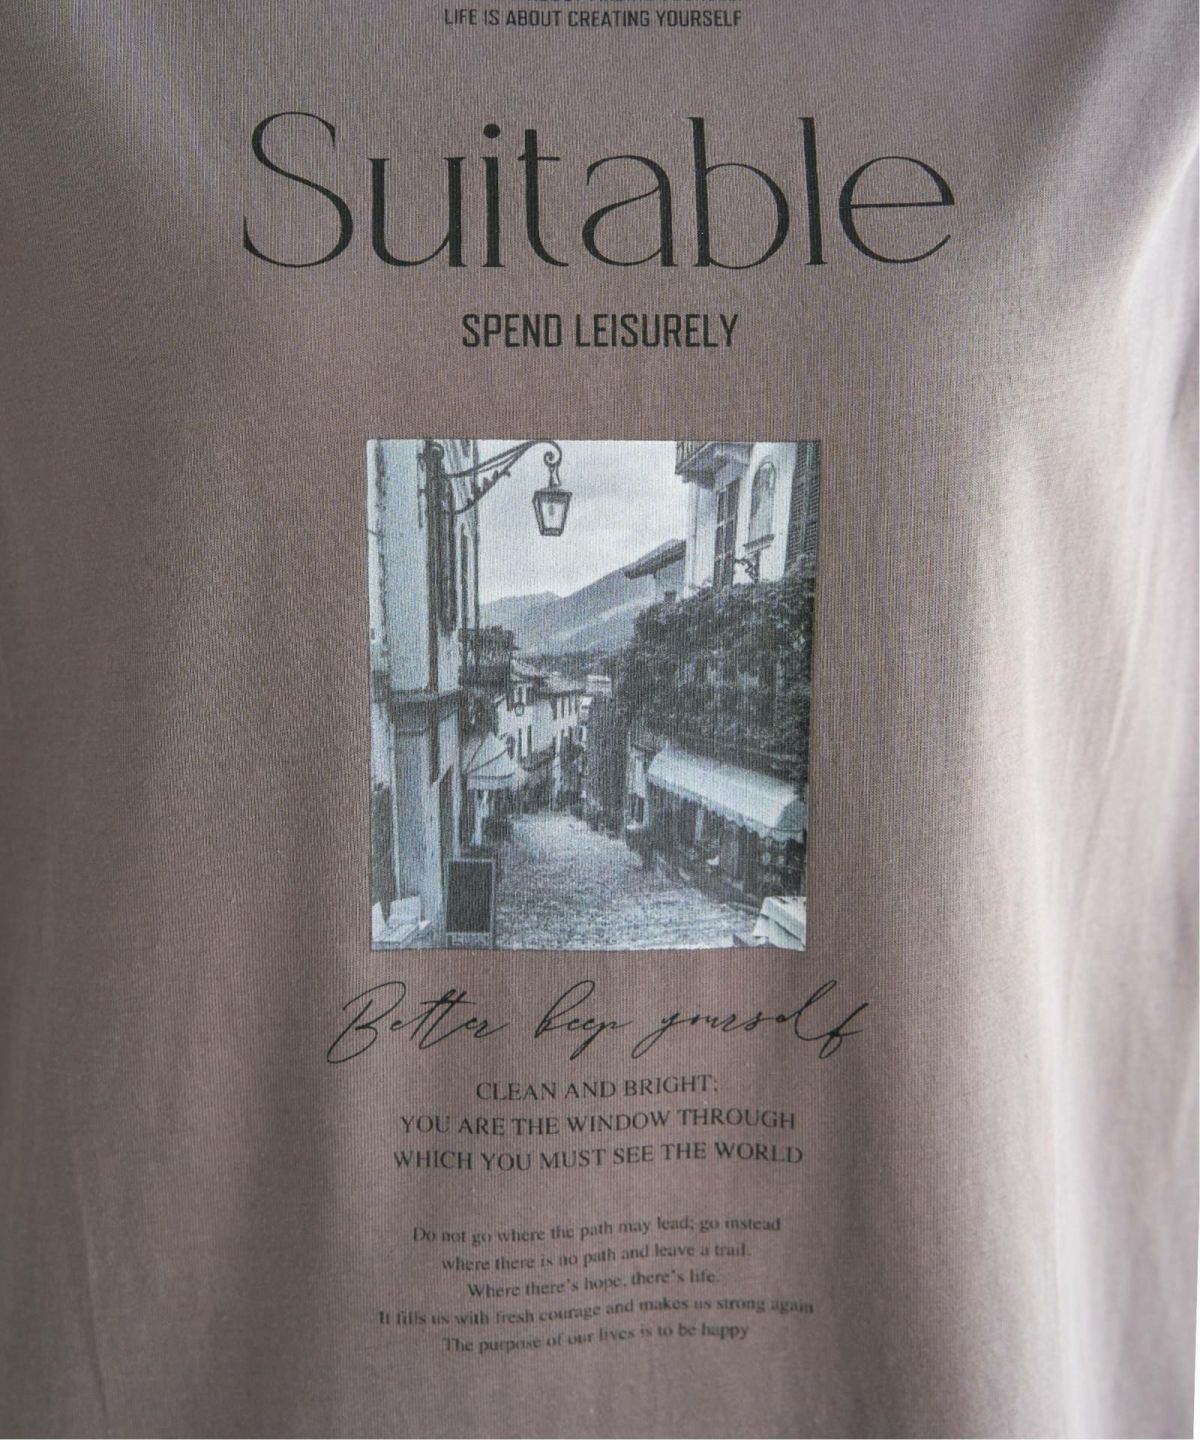 LIFE IS ABOUT CREATING YOURSELF
Suitable
SPEND LEISURELY
Better keep yourself
CLEAN AND BRIGHT;
YOU ARE THE WINDOW THROUGH
WHICH YOU MUST SEE THE WORLD
Do not go where the path may lead; go instead
where there is no path and leave a trail.
Where there's hope, there's life.
It fills us with fresh courage and makes us strong again
The purpose of our lives is to be happy